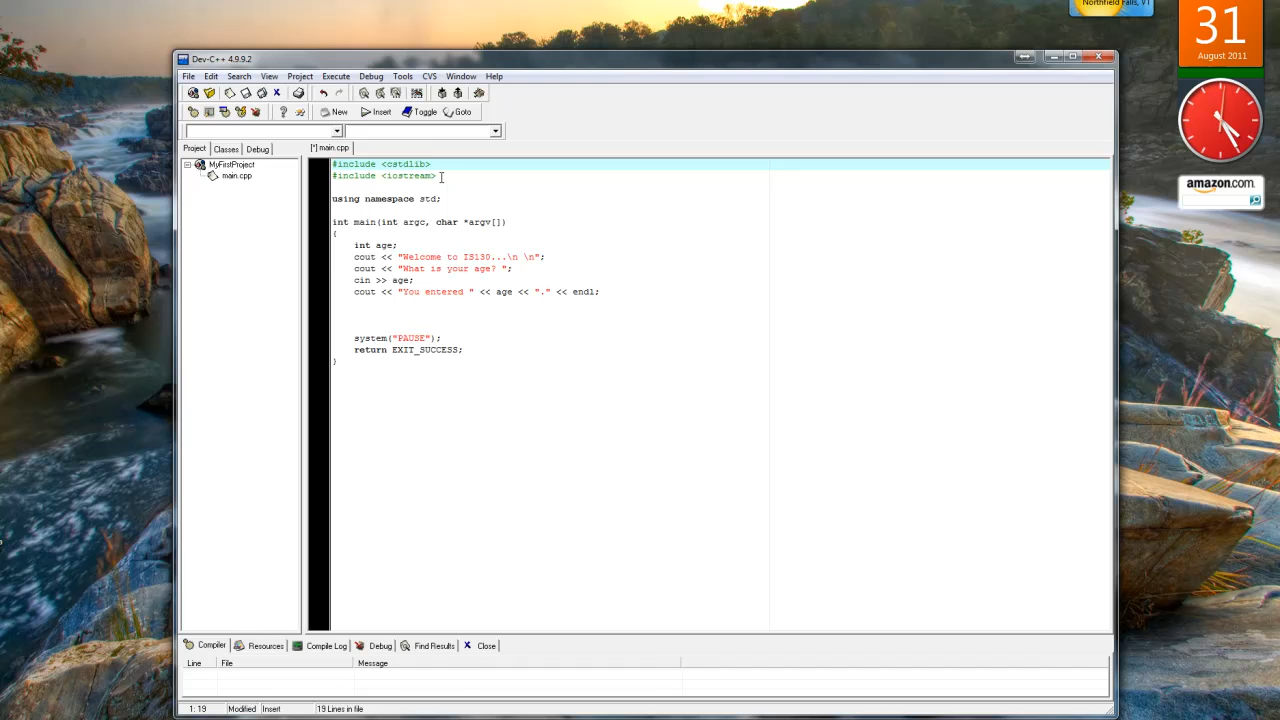 Northfield Falls, VT
31
August 2011
amazon.com
Dev-C++ 4.9.9.2
File Edit Search View Project Execute Debug Tools CVS Window Help
New Insert Toggle Goto
Project Classes Debug
[*] main.cpp
MyFirstProject
main.cpp
#include <cstdlib>
#include <iostream>
using namespace std;
int main(int argc, char *argv[])
{
int age;
cout << "Welcome to IS130...\n \n";
cout << "What is your age? ";
cin >> age;
cout << "You entered " << age << "." << endl;
system("PAUSE");
return EXIT_SUCCESS;
}
Compiler Resources Compile Log Debug Find Results Close
Line File Message
1: 19 Modified Insert 19 Lines in file